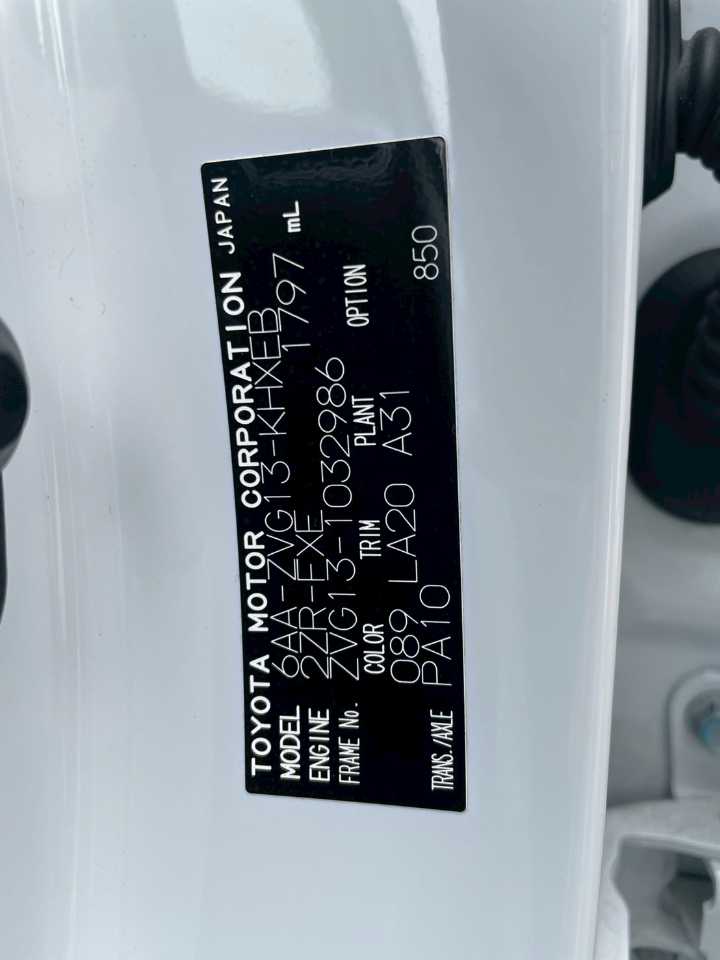 TOYOTA MOTOR CORPORATION JAPAN
MODEL 6AA-ZVG13-KHXEB
ENGINE 2ZR-FXE 1797 mL
FRAME No. ZVG13-1032986
COLOR TRIM PLANT OPTION
089 LA20 A31
TRANS./AXLE PA10 850